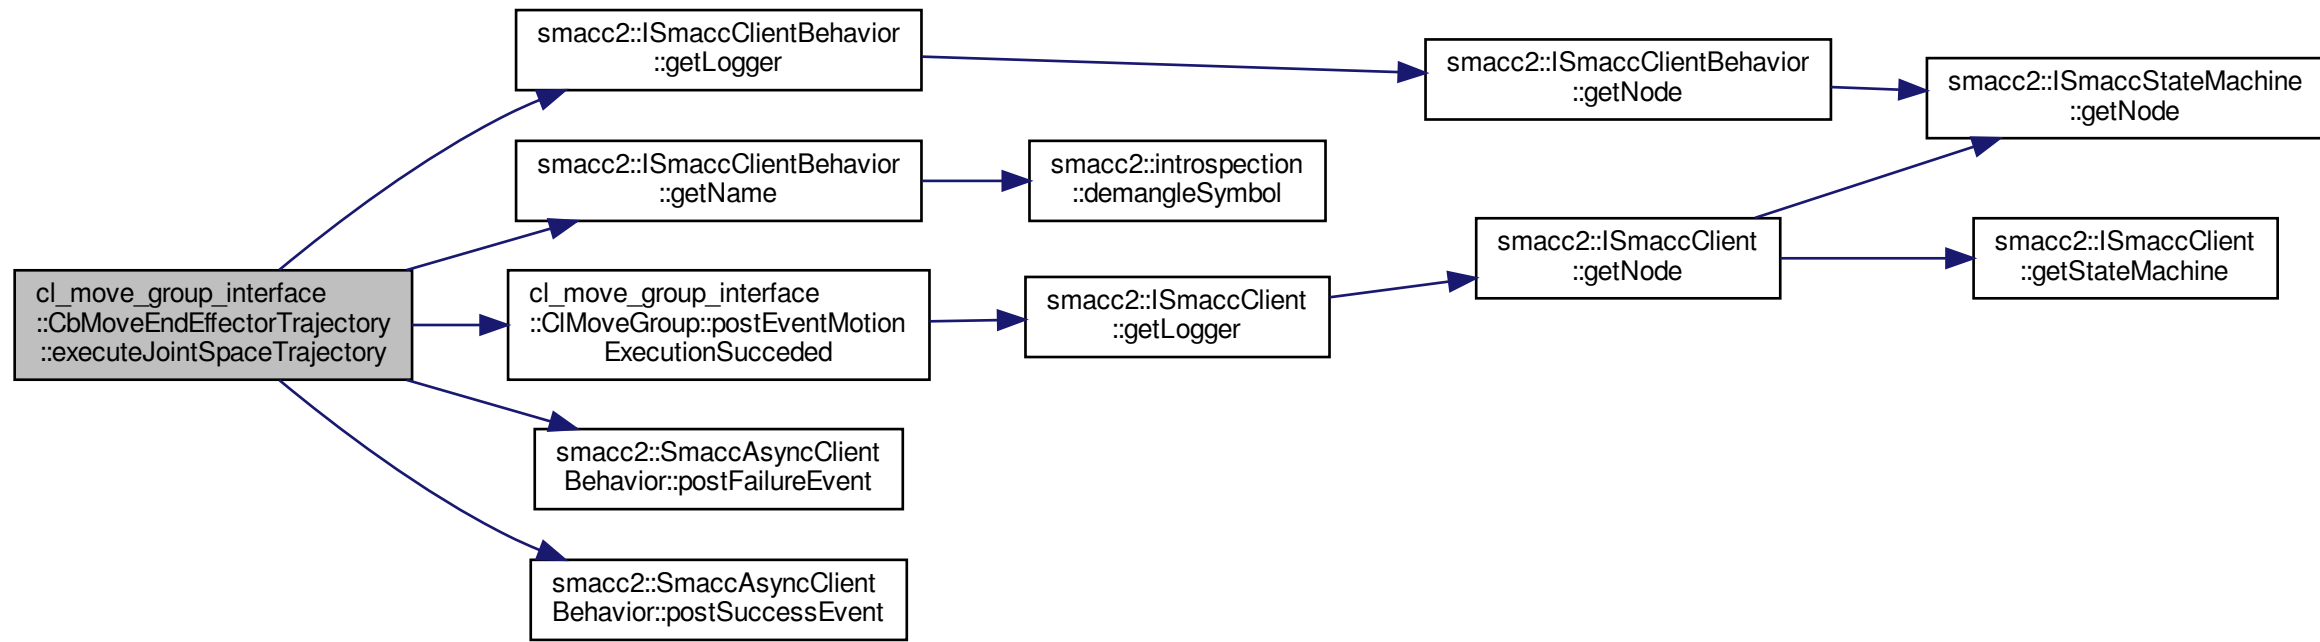 cl_move_group_interface
::CbMoveEndEffectorTrajectory
::executeJointSpaceTrajectory
smacc2::ISmaccClientBehavior
::getLogger
smacc2::ISmaccClientBehavior
::getName
cl_move_group_interface
::ClMoveGroup::postEventMotion
ExecutionSucceded
smacc2::SmaccAsyncClient
Behavior::postFailureEvent
smacc2::SmaccAsyncClient
Behavior::postSuccessEvent
smacc2::introspection
::demangleSymbol
smacc2::ISmaccClient
::getLogger
smacc2::ISmaccClientBehavior
::getNode
smacc2::ISmaccClient
::getNode
smacc2::ISmaccStateMachine
::getNode
smacc2::ISmaccClient
::getStateMachine